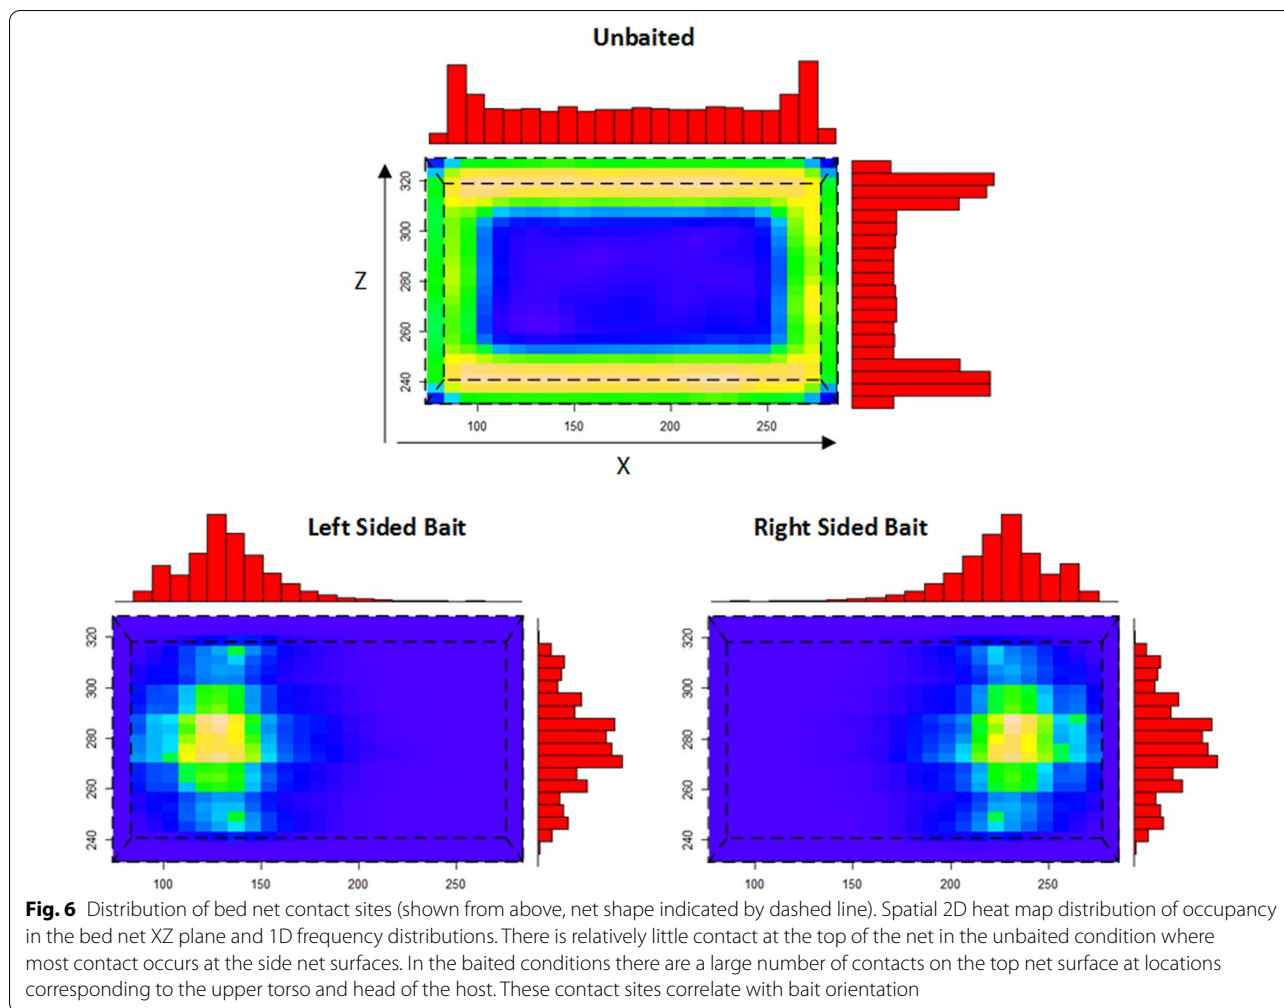 Unbaited
320
300
280
260
240
Z
100 150 200 250
X
Left Sided Bait
320
300
280
260
240
100 150 200 250
Right Sided Bait
320
300
280
260
240
100 150 200 250
Fig. 6 Distribution of bed net contact sites (shown from above, net shape indicated by dashed line). Spatial 2D heat map distribution of occupancy
in the bed net XZ plane and 1D frequency distributions. There is relatively little contact at the top of the net in the unbaited condition where
most contact occurs at the side net surfaces. In the baited conditions there are a large number of contacts on the top net surface at locations
corresponding to the upper torso and head of the host. These contact sites correlate with bait orientation